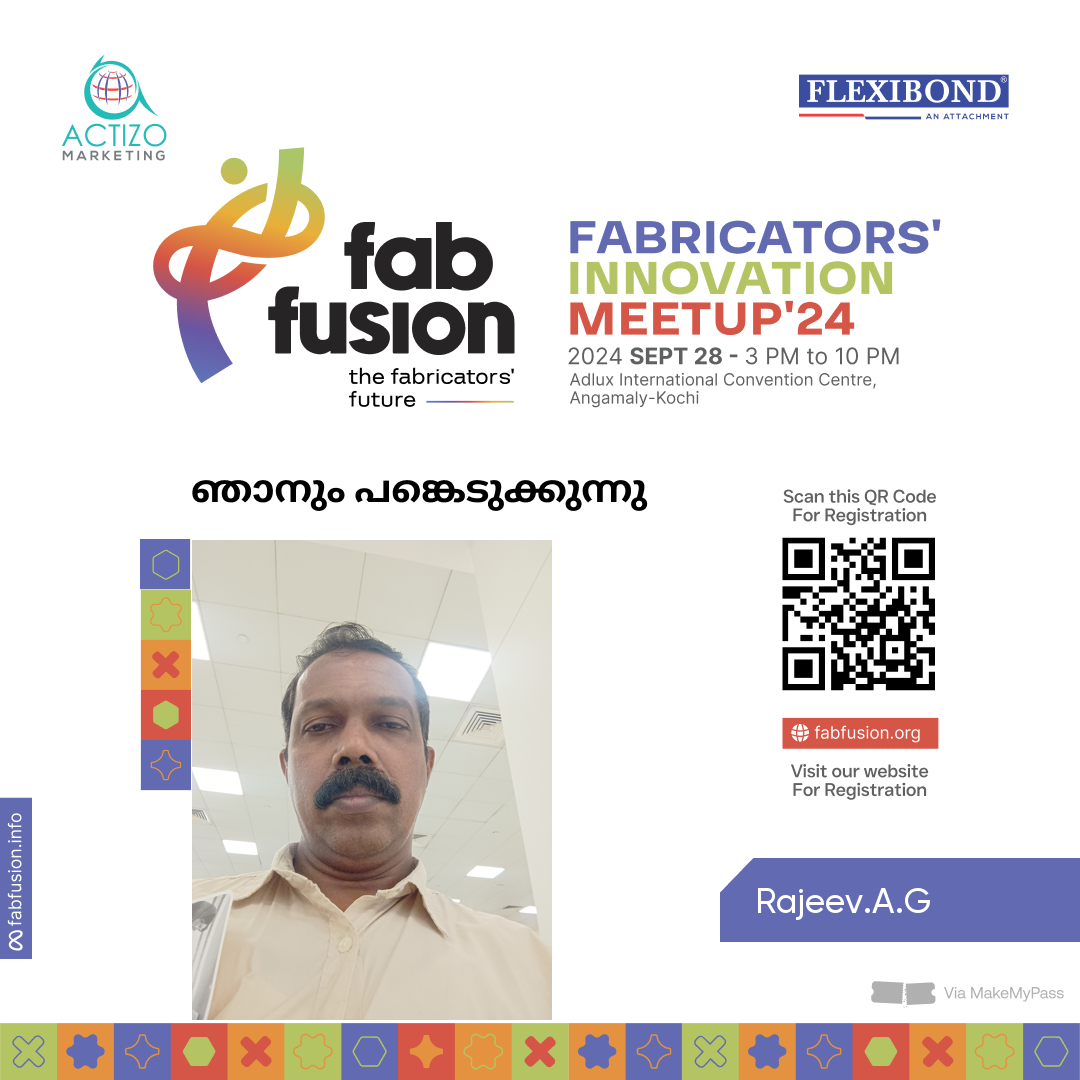 ACTIZO
MARKETING
FLEXIBOND®
AN ATTACHMENT
fab
fusion
the fabricators'
future
FABRICATORS'
INNOVATION
MEETUP'24
2024 SEPT 28 - 3 PM to 10 PM
Adlux International Convention Centre,
Angamaly-Kochi
ഞാനും പങ്കെടുക്കുന്നു
Scan this QR Code
For Registration
fabfusion.org
Visit our website
For Registration
fabfusion.info
Rajeev.A.G
Via MakeMyPass